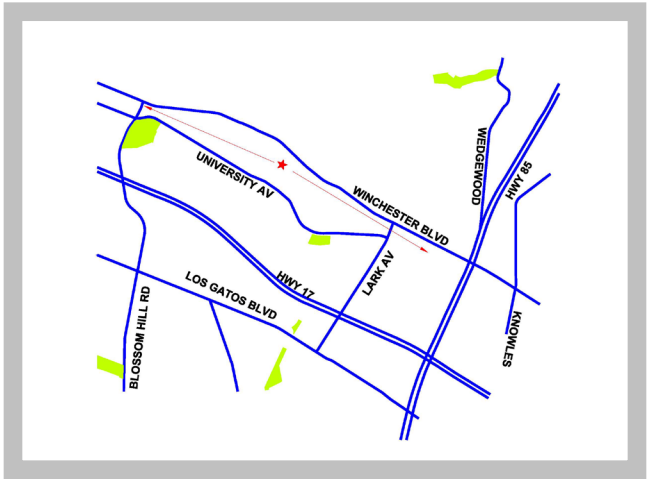 WEDGEWOOD
HWY 85
UNIVERSITY AV
WINCHESTER BLVD
LARK AV
HWY 17
LOS GATOS BLVD
BLOSSOM HILL RD
KNOWLES